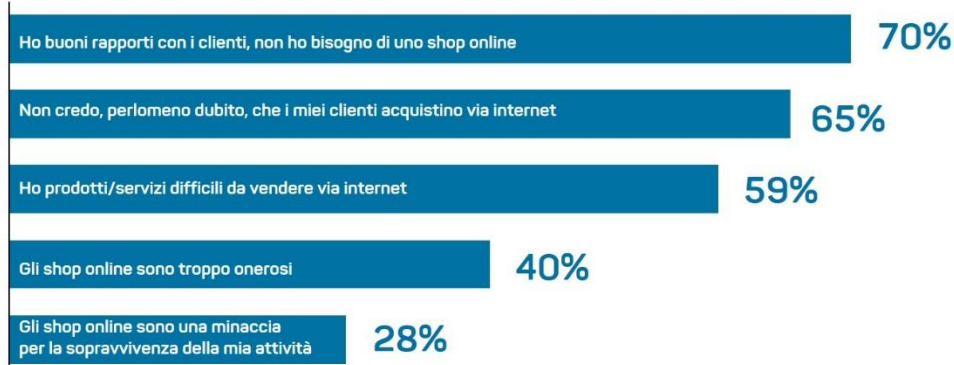 Ho buoni rapporti con i clienti, non ho bisogno di uno shop online
70%
Non credo, perlomeno dubito, che i miei clienti acquistino via internet
65%
Ho prodotti/servizi difficili da vendere via internet
59%
Gli shop online sono troppo onerosi
40%
Gli shop online sono una minaccia
per la sopravvivenza della mia attività
28%